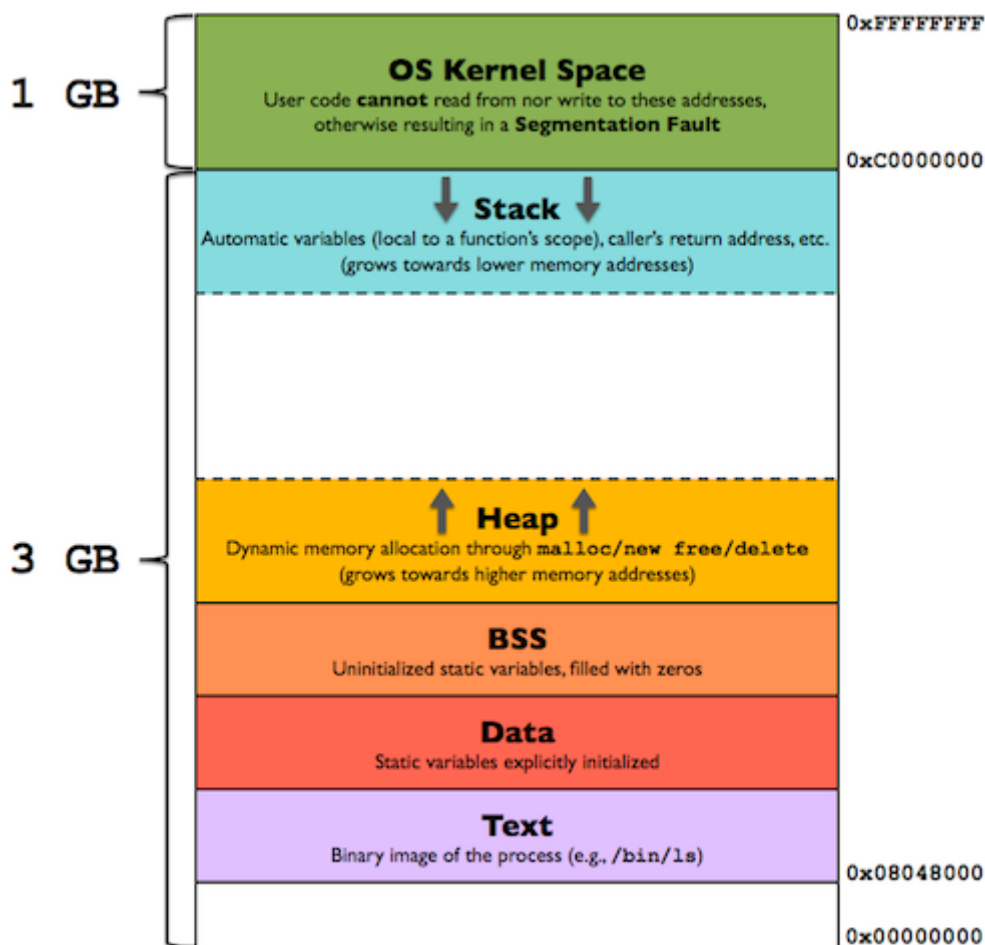 0xFFFFFFFF
OS Kernel Space
1 GB
User code cannot read from nor write to these addresses,
otherwise resulting in a Segmentation Fault
0xC0000000
Stack
Automatic variables (local to a function's scope), caller's return address, etc.
(grows towards lower memory addresses)
Heap
3 GB
Dynamic memory allocation through malloc/new free/delete
(grows towards higher memory addresses)
BSS
Uninitialized static variables, filled with zeros
Data
Static variables explicitly initialized
Text
Binary image of the process (e.g., /bin/ls)
0x08048000
0x00000000